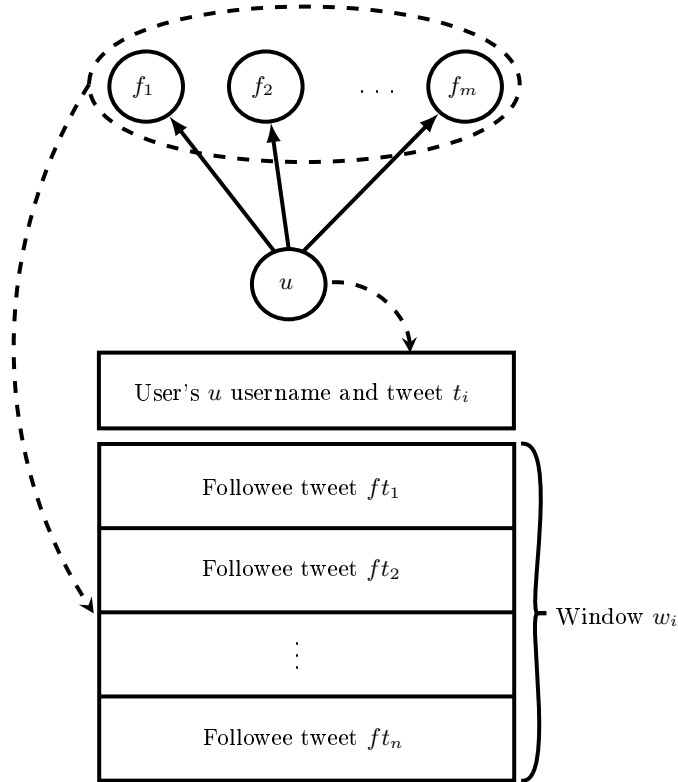 f₁ f₂ . . . fₘ
u
User's u username and tweet tᵢ
Followee tweet ft₁
Followee tweet ft₂
⋮
Window wᵢ
Followee tweet ftₙ